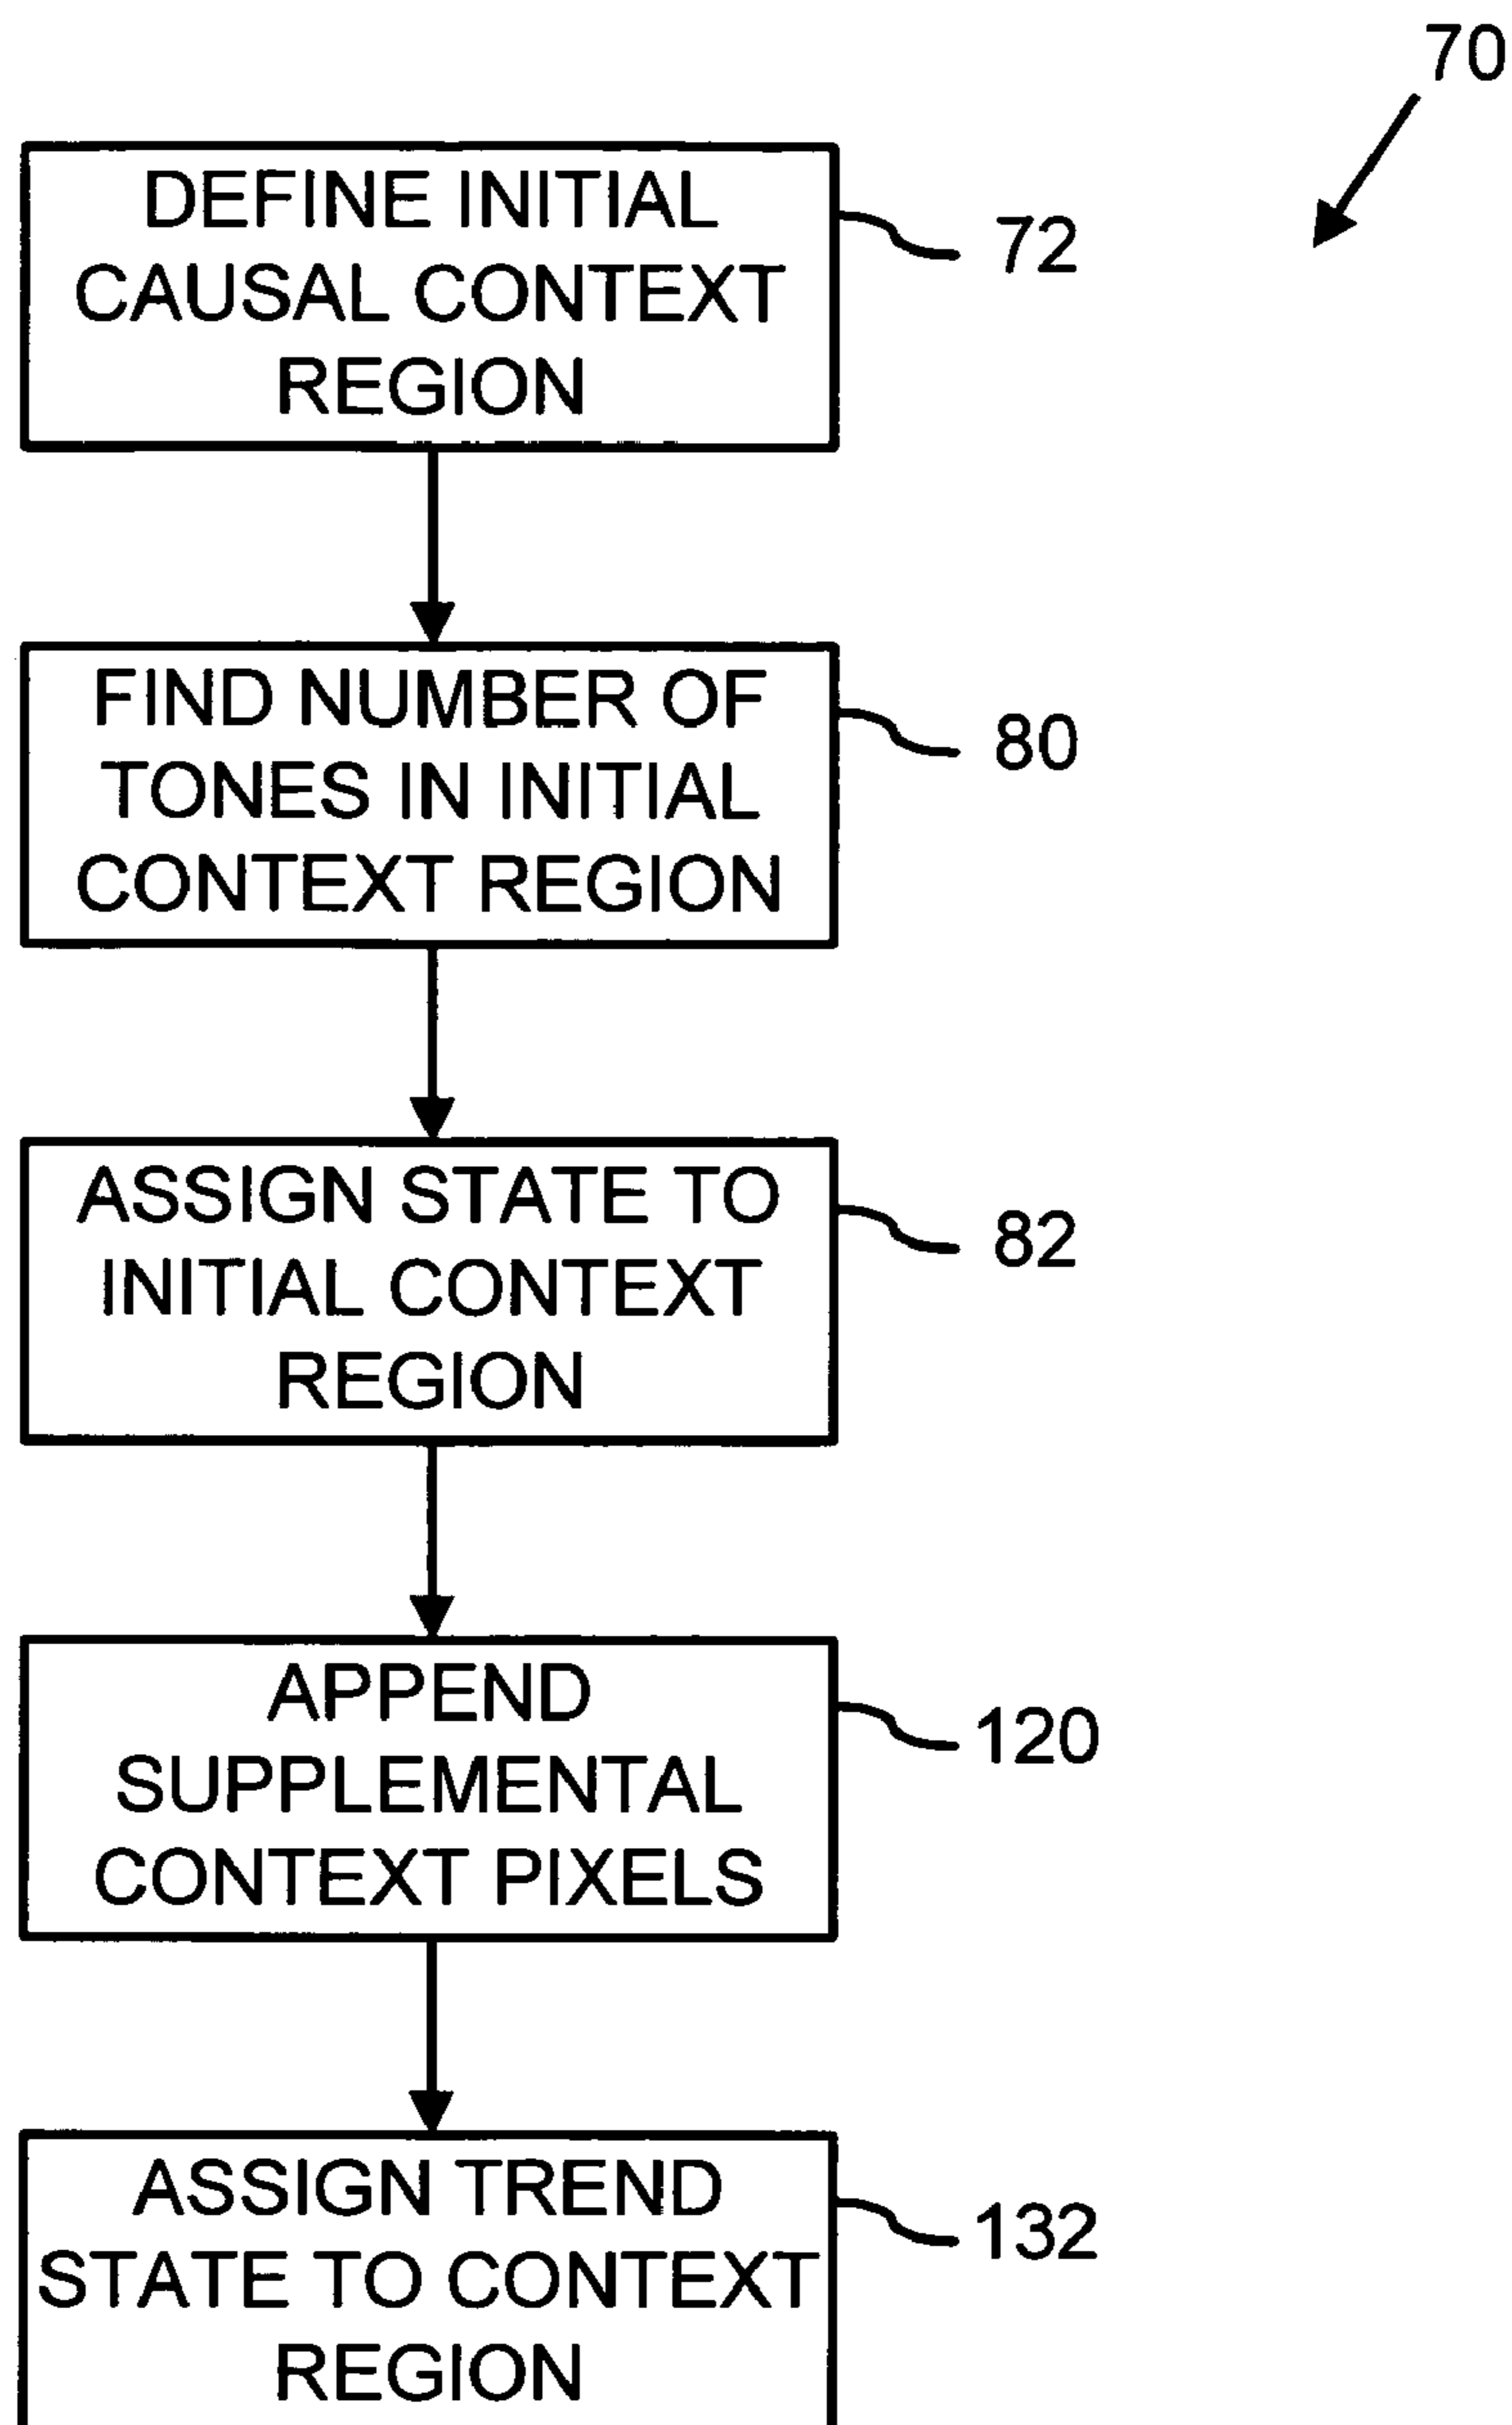 70
DEFINE INITIAL
CAUSAL CONTEXT
REGION
72
FIND NUMBER OF
TONES IN INITIAL
CONTEXT REGION
80
ASSIGN STATE TO
INITIAL CONTEXT
REGION
82
APPEND
SUPPLEMENTAL
CONTEXT PIXELS
120
ASSIGN TREND
STATE TO CONTEXT
REGION
132